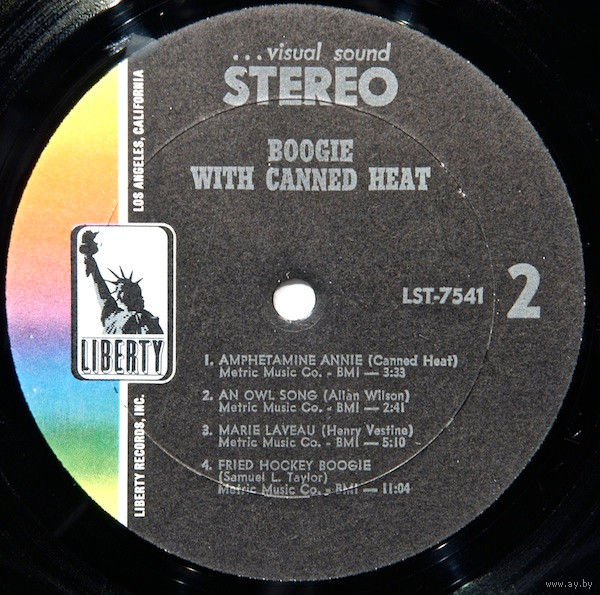 ...visual sound
STEREO
BOOGIE
WITH CANNED HEAT
LOS ANGELES, CALIFORNIA
LIBERTY
LIBERTY RECORDS, INC.
LST-7541
2
1. AMPHETAMINE ANNIE (Canned Heat)
Metric Music Co. - BMI — 3:33
2. AN OWL SONG (Allan Wilson)
Metric Music Co. - BMI — 2:41
3. MARIE LAVEAU (Henry Vestine)
Metric Music Co. - BMI — 5:10
4. FRIED HOCKEY BOOGIE
(Samuel L. Taylor)
Metric Music Co. - BMI — 11:04
www.ay.by